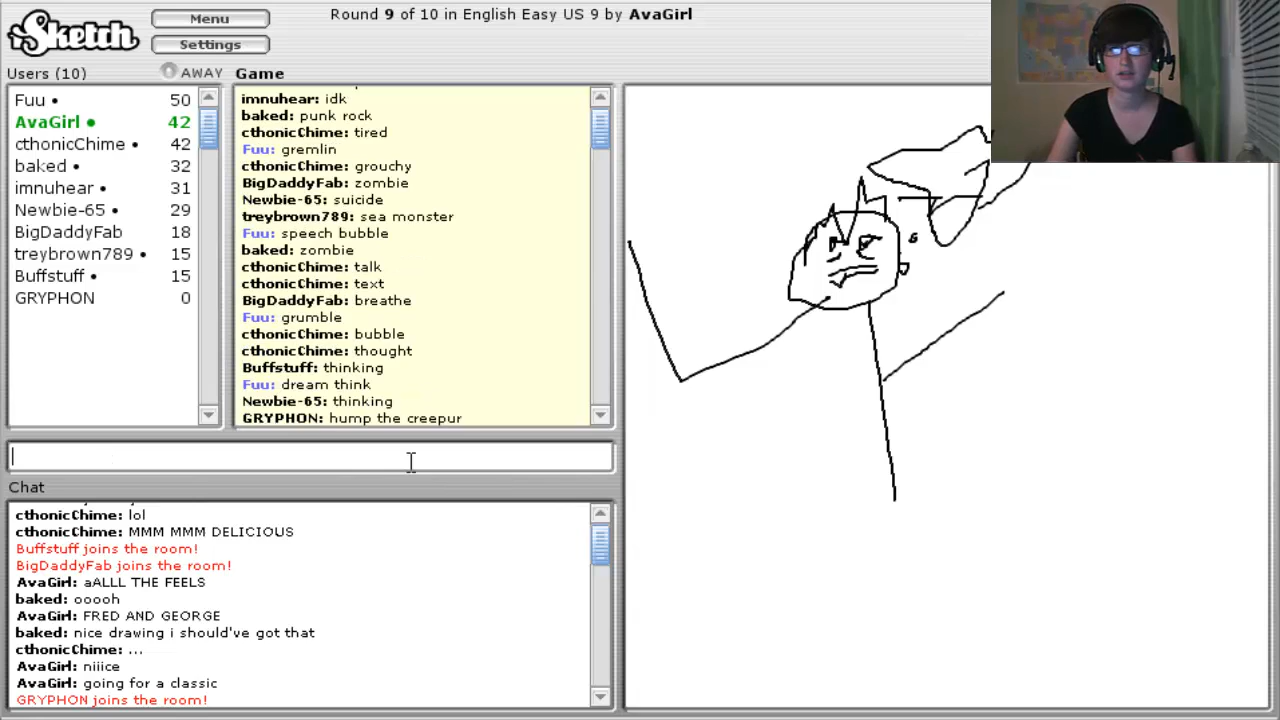 iSketch
Menu
Settings
Round 9 of 10 in English Easy US 9 by AvaGirl
Users (10)
AWAY
Game
Fuu • 50
AvaGirl • 42
cthonicChime • 42
baked • 32
imnuhear • 31
Newbie-65 • 29
BigDaddyFab 18
treybrown789 • 15
Buffstuff • 15
GRYPHON 0
imnuhear: idk
baked: punk rock
cthonicChime: tired
Fuu: gremlin
cthonicChime: grouchy
BigDaddyFab: zombie
Newbie-65: suicide
treybrown789: sea monster
Fuu: speech bubble
baked: zombie
cthonicChime: talk
cthonicChime: text
BigDaddyFab: breathe
Fuu: grumble
cthonicChime: bubble
cthonicChime: thought
Buffstuff: thinking
Fuu: dream think
Newbie-65: thinking
GRYPHON: hump the creepur
Chat
cthonicChime: lol
cthonicChime: MMM MMM DELICIOUS
Buffstuff joins the room!
BigDaddyFab joins the room!
AvaGirl: aALLL THE FEELS
baked: ooooh
AvaGirl: FRED AND GEORGE
baked: nice drawing i should've got that
cthonicChime: ...
AvaGirl: niiice
AvaGirl: going for a classic
GRYPHON joins the room!